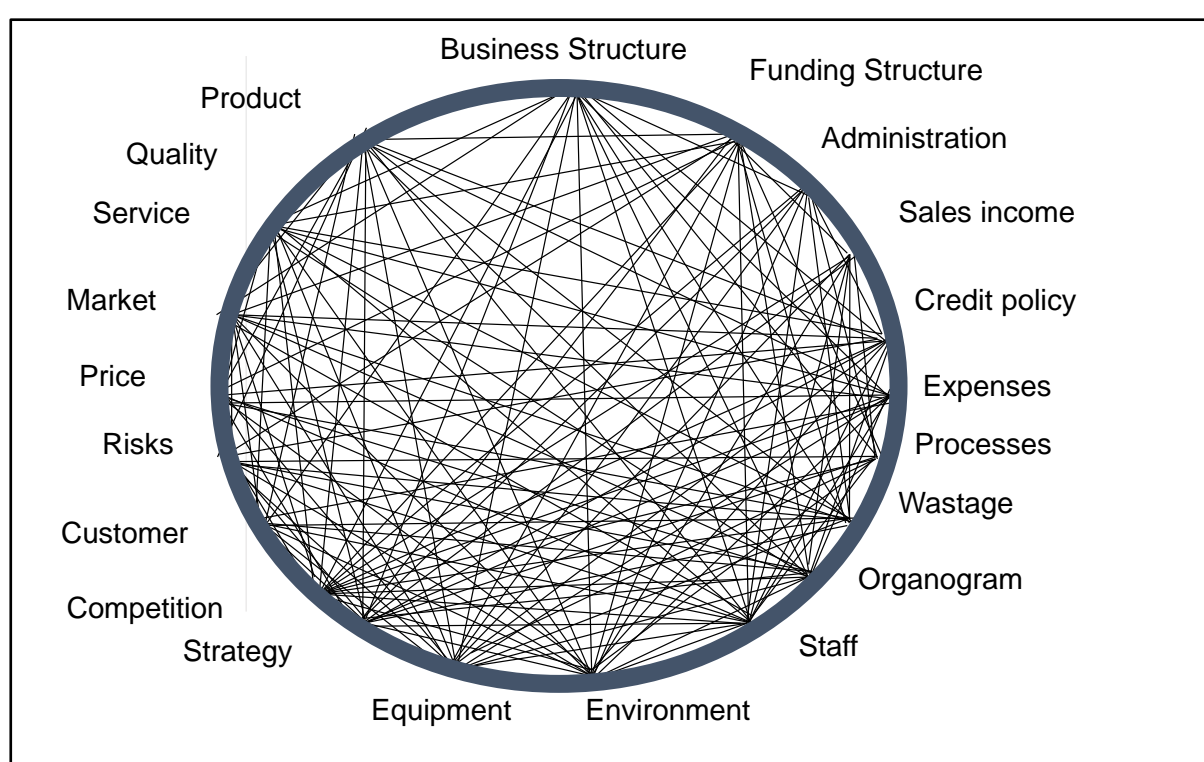 Business Structure
Funding Structure
Product
Administration
Quality
Service
Sales income
Market
Credit policy
Price
Expenses
Risks
Processes
Wastage
Customer
Organogram
Competition
Staff
Strategy
Equipment
Environment